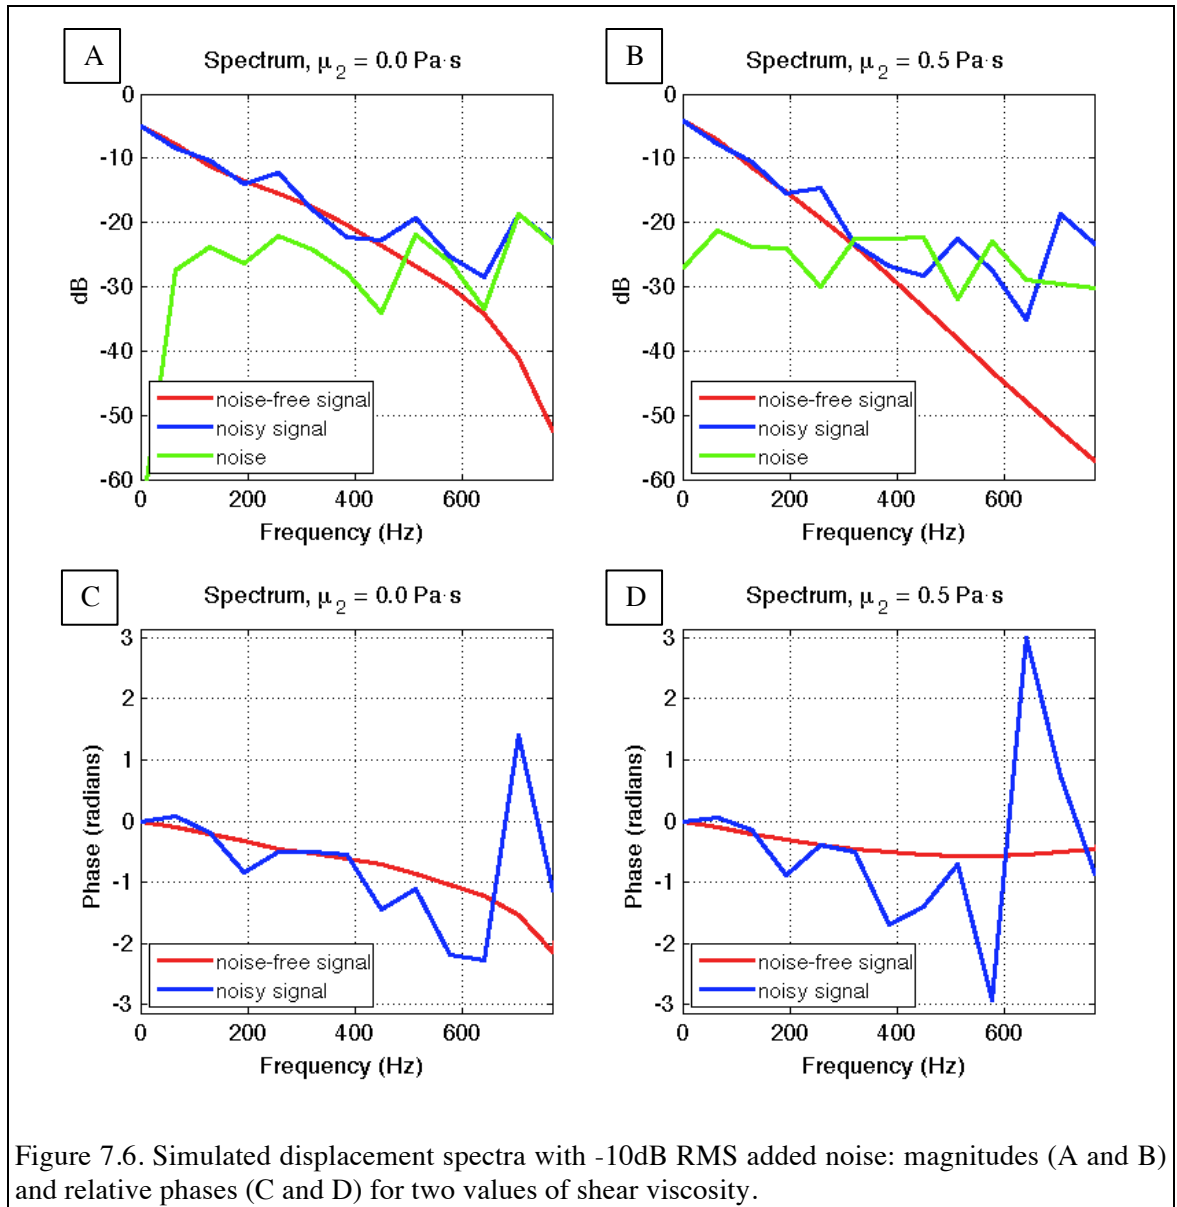 A
Spectrum, μ2 = 0.0 Pa·s
0
-10
-20
-30
-40
-50
-60
dB
noise-free signal
noisy signal
noise
0 200 400 600
Frequency (Hz)
B
Spectrum, μ2 = 0.5 Pa·s
0
-10
-20
-30
-40
-50
-60
dB
noise-free signal
noisy signal
noise
0 200 400 600
Frequency (Hz)
C
Spectrum, μ2 = 0.0 Pa·s
3
2
1
0
-1
-2
-3
Phase (radians)
noise-free signal
noisy signal
0 200 400 600
Frequency (Hz)
D
Spectrum, μ2 = 0.5 Pa·s
3
2
1
0
-1
-2
-3
Phase (radians)
noise-free signal
noisy signal
0 200 400 600
Frequency (Hz)
Figure 7.6. Simulated displacement spectra with -10dB RMS added noise: magnitudes (A and B)
and relative phases (C and D) for two values of shear viscosity.